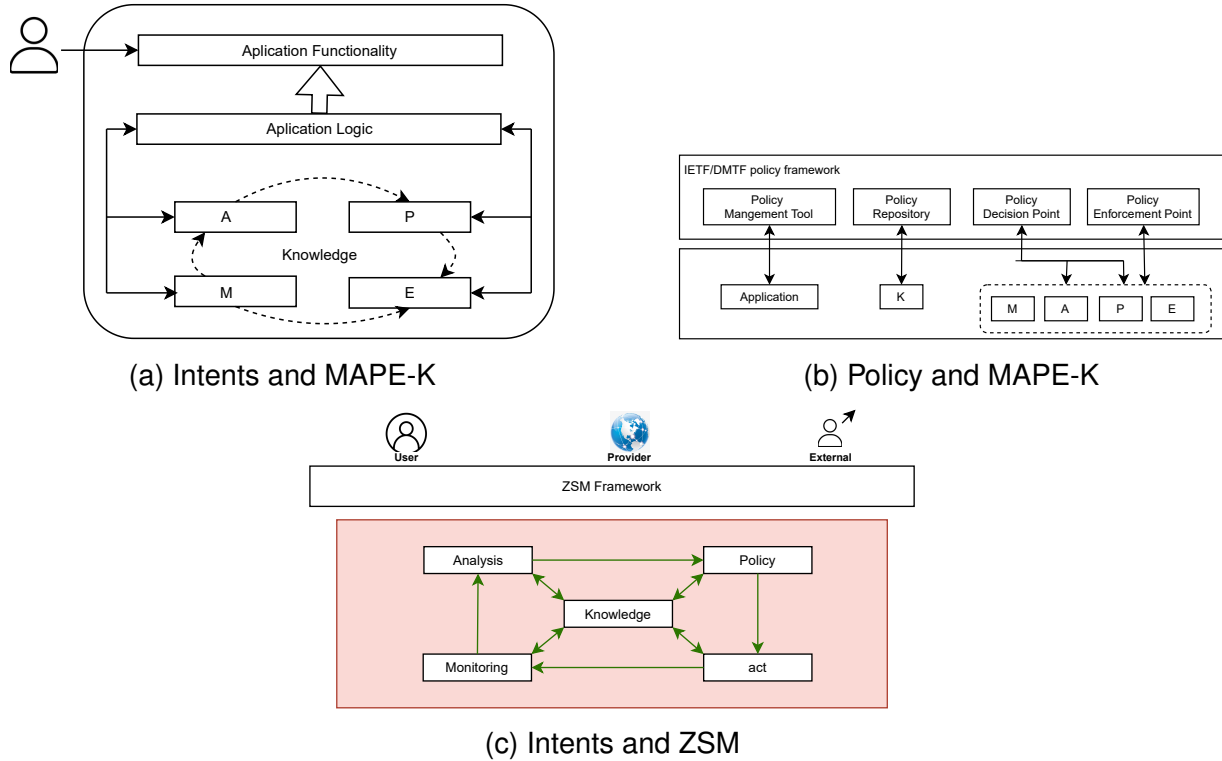 Aplication Functionality
Aplication Logic
A
P
Knowledge
M
E
(a) Intents and MAPE-K
IETF/DMTF policy framework
Policy
Mangement Tool
Policy
Repository
Policy
Decision Point
Policy
Enforcement Point
Application
K
M
A
P
E
(b) Policy and MAPE-K
User
Provider
External
ZSM Framework
Analysis
Policy
Knowledge
Monitoring
act
(c) Intents and ZSM